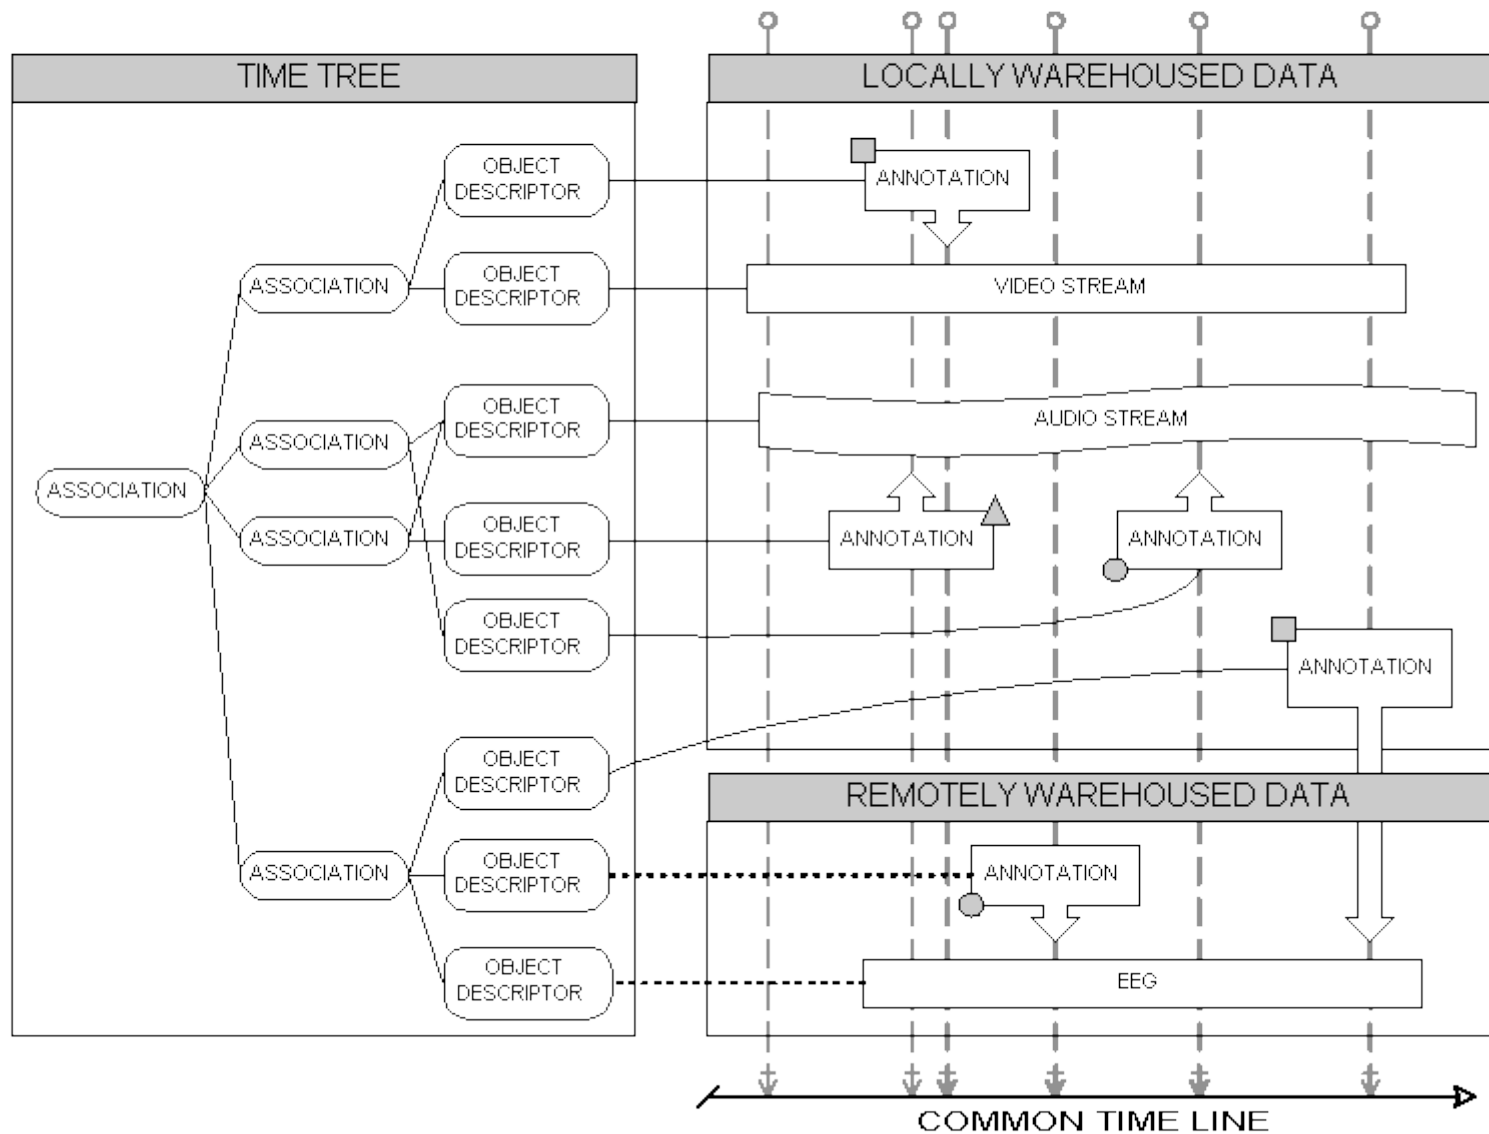 TIME TREE
LOCALLY WAREHOUSED DATA
OBJECT
DESCRIPTOR
ANNOTATION
ASSOCIATION
OBJECT
DESCRIPTOR
VIDEO STREAM
OBJECT
DESCRIPTOR
AUDIO STREAM
ASSOCIATION
ASSOCIATION
ASSOCIATION
OBJECT
DESCRIPTOR
ANNOTATION
ANNOTATION
OBJECT
DESCRIPTOR
ANNOTATION
OBJECT
DESCRIPTOR
REMOTELY WAREHOUSED DATA
ASSOCIATION
OBJECT
DESCRIPTOR
ANNOTATION
OBJECT
DESCRIPTOR
EEG
COMMON TIME LINE